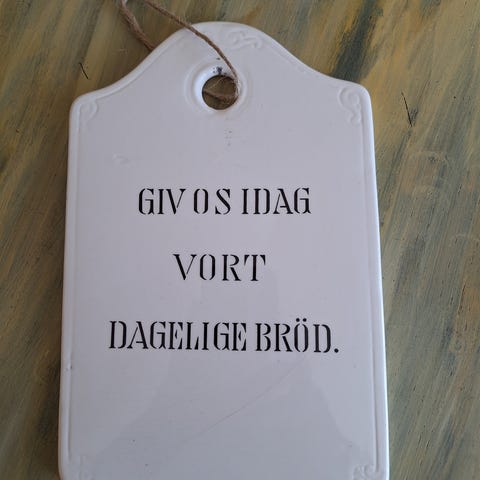 GIV OS IDAG
VORT
DAGELIGE BRÖD.